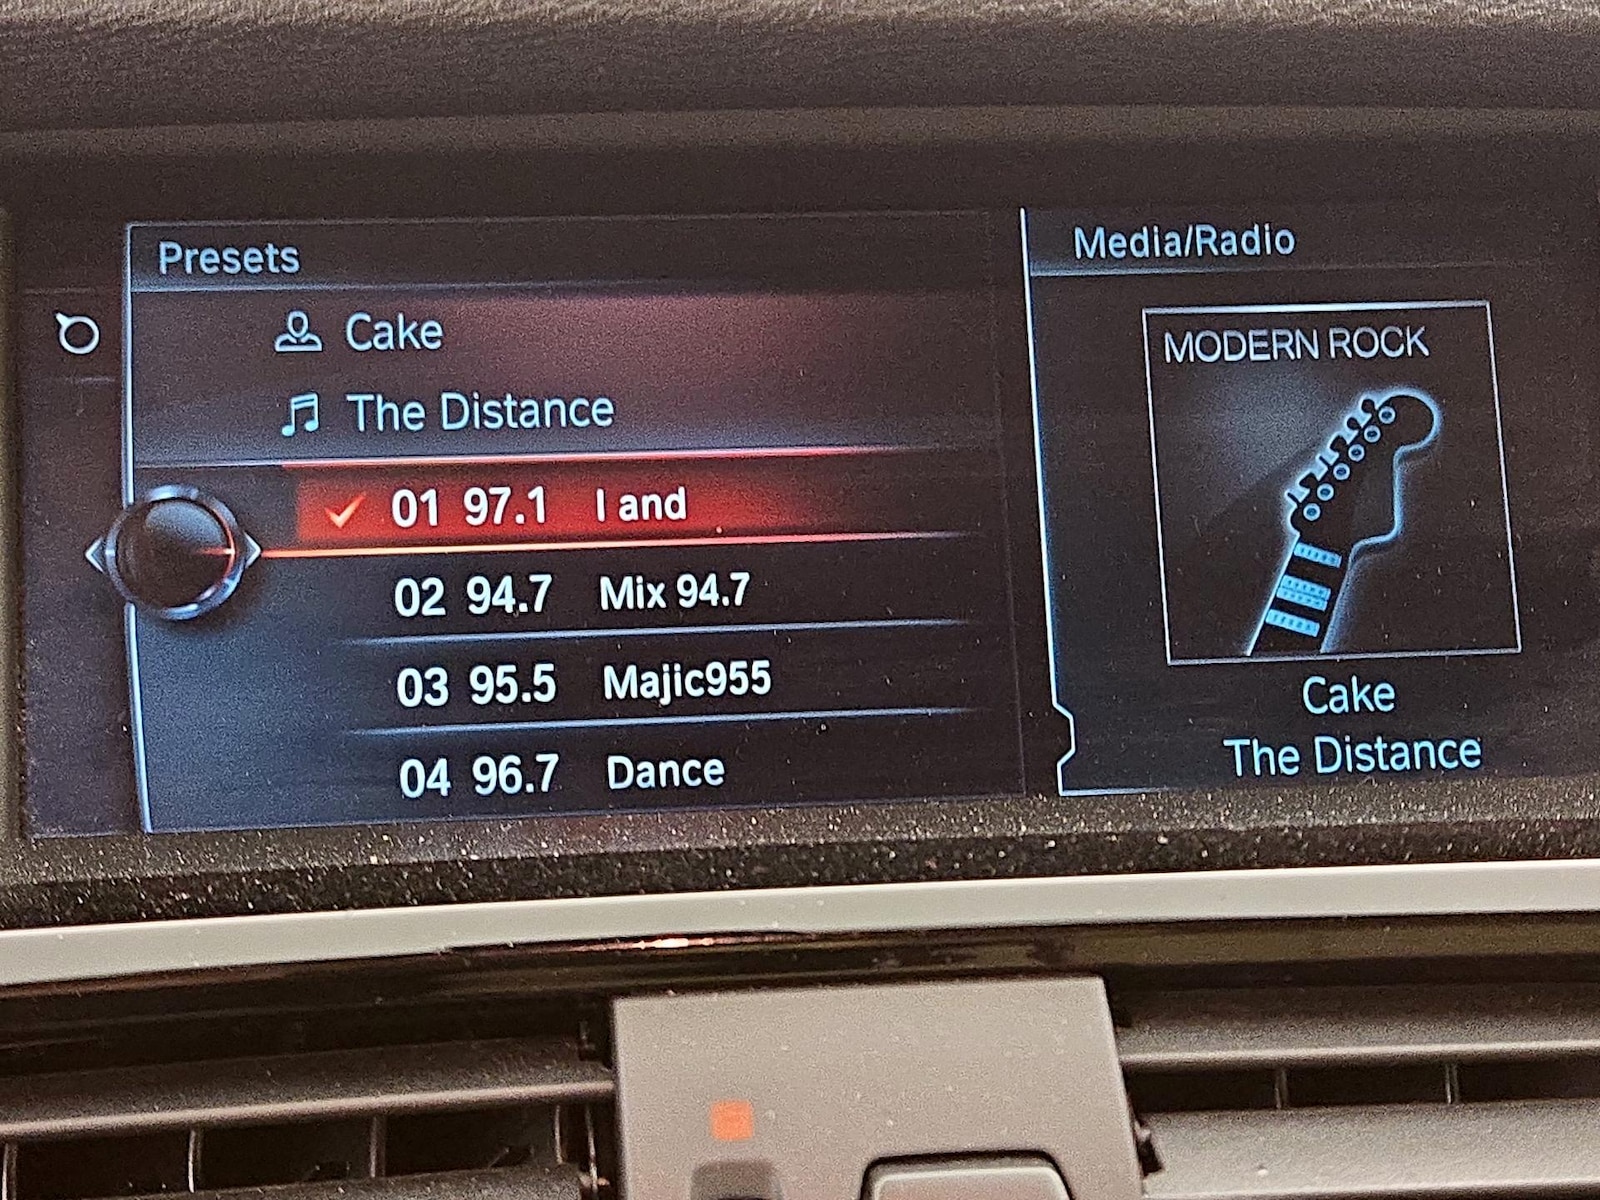 Presets
Cake
The Distance
01 97.1 I and
02 94.7 Mix 94.7
03 95.5 Majic955
04 96.7 Dance
Media/Radio
MODERN ROCK
Cake
The Distance